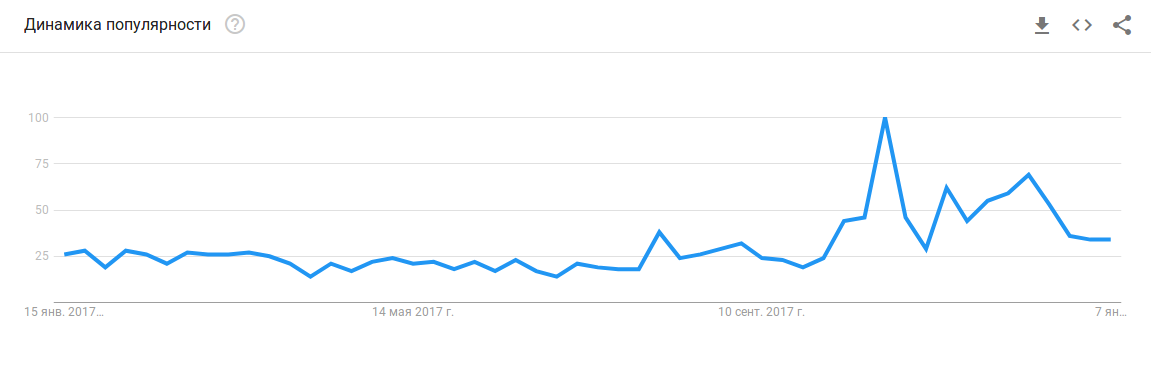 Динамика популярности
100
75
50
25
15 янв. 2017…
14 мая 2017 г.
10 сент. 2017 г.
7 ян…